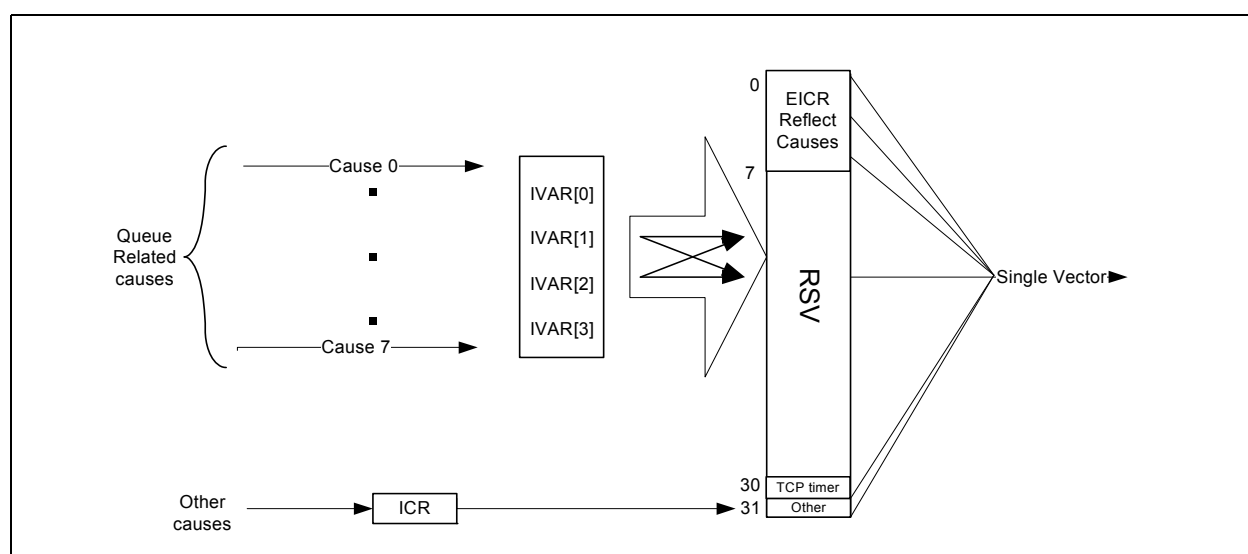 Queue
Related
causes
Cause 0
Cause 7
IVAR[0]
IVAR[1]
IVAR[2]
IVAR[3]
0
EICR
Reflect
Causes
7
RSV
30
TCP timer
31
Other
Single Vector
Other
causes
ICR